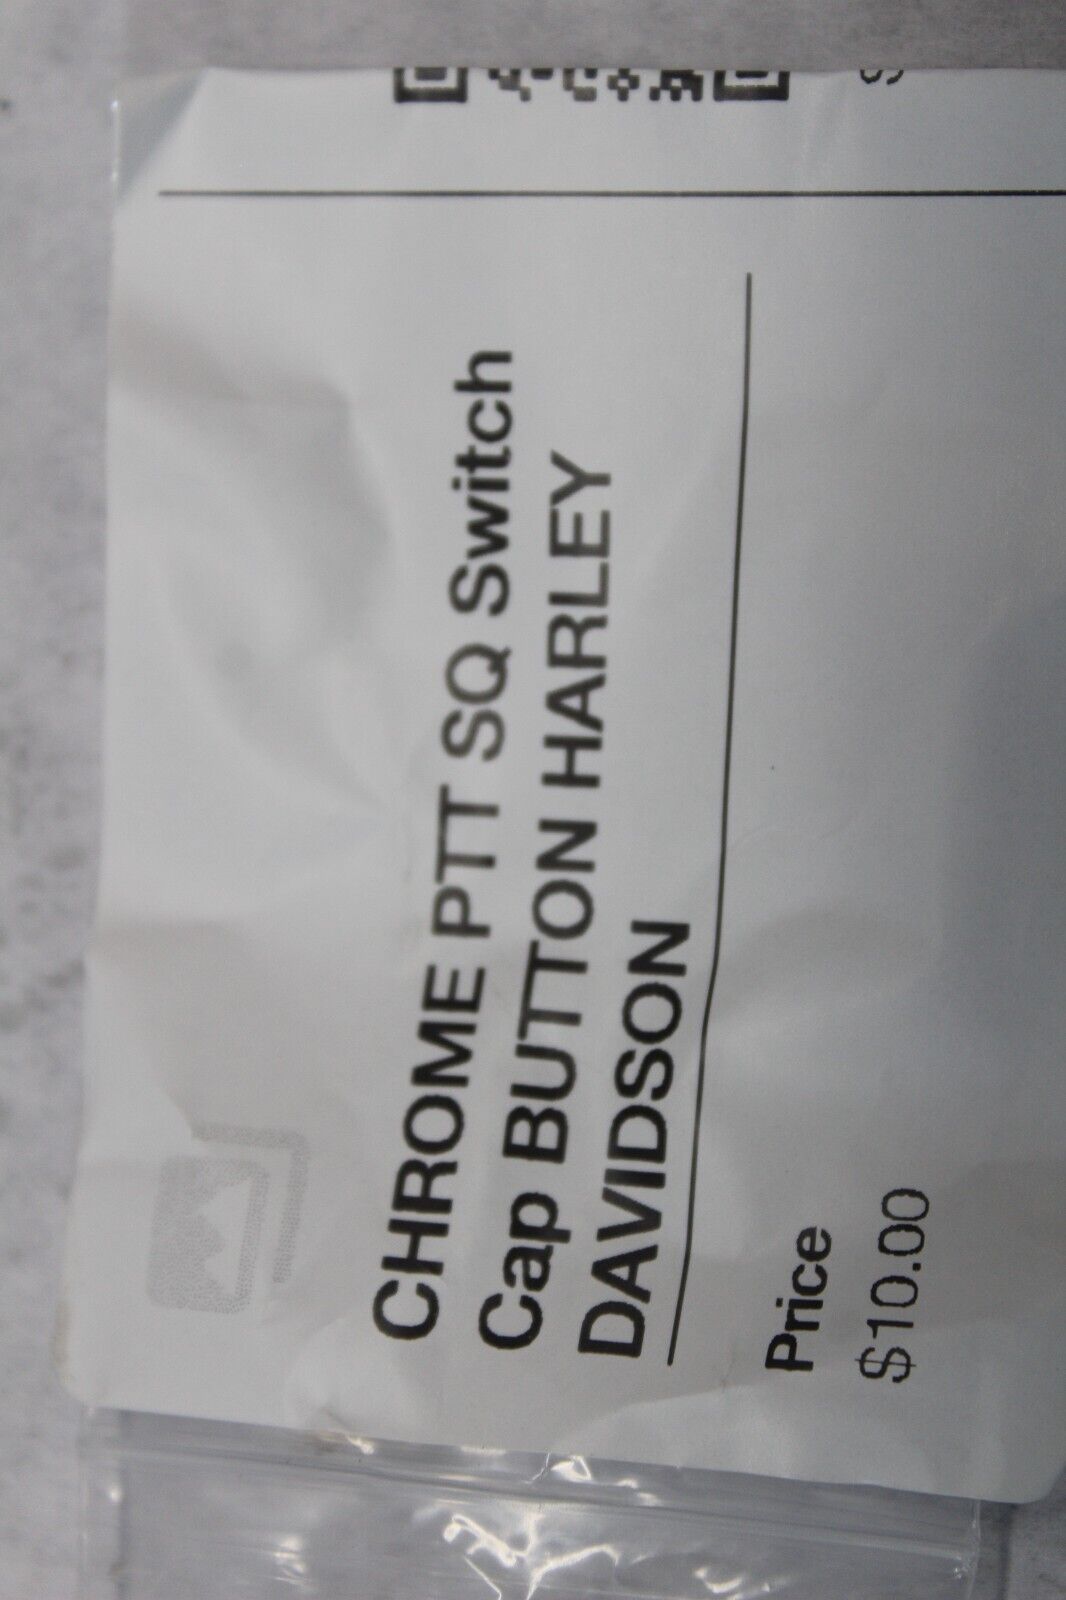 CHROME PTT SQ Switch
Cap BUTTON HARLEY
DAVIDSON
Price
$10.00